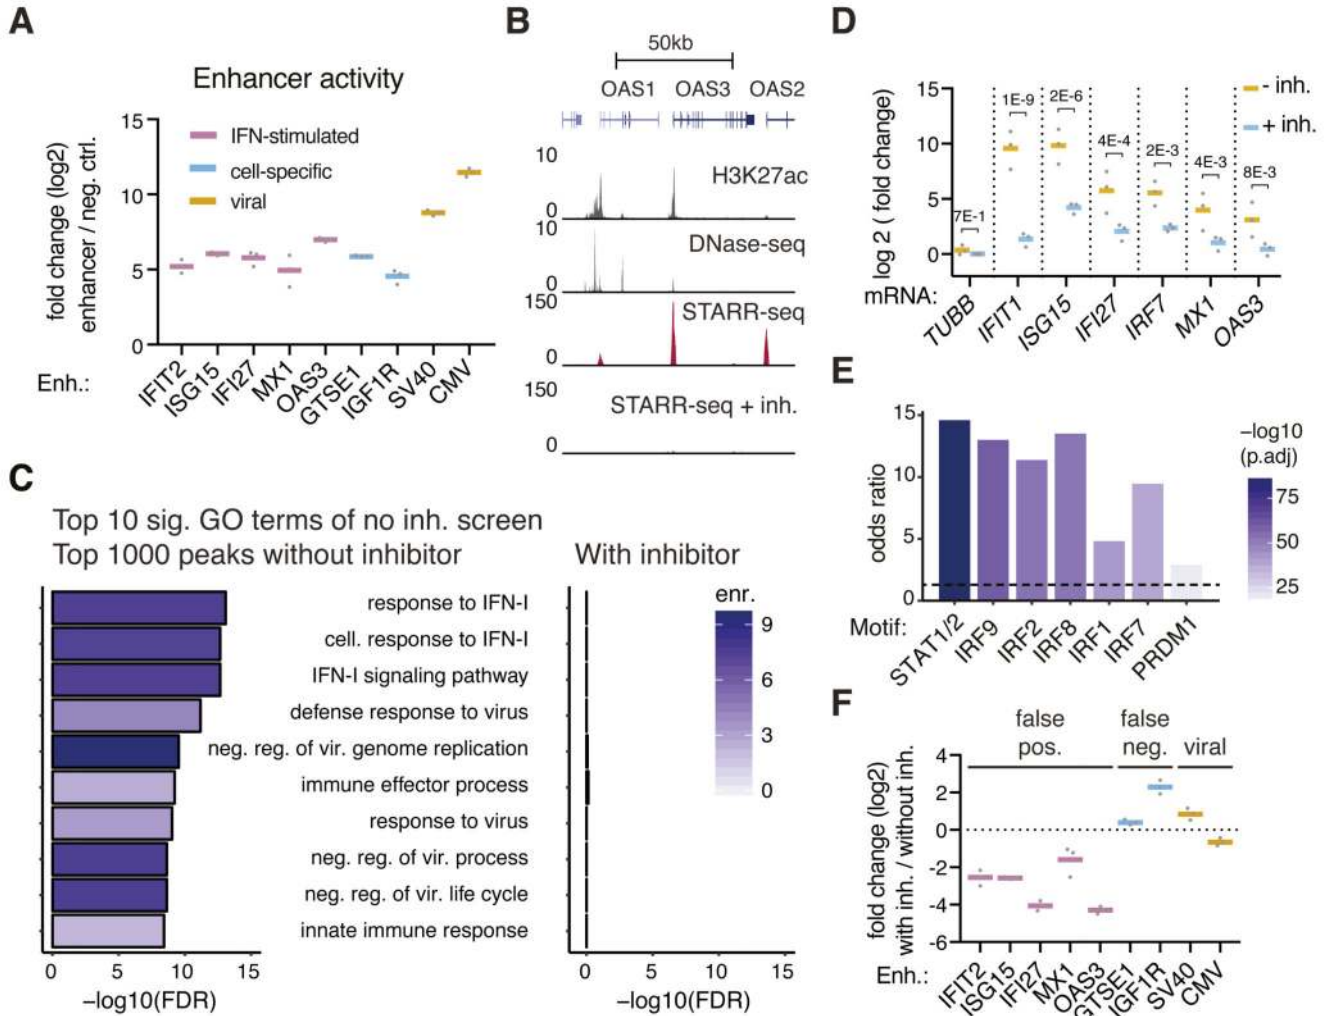 A
Enhancer activity
fold change (log2)
enhancer / neg. ctrl.
15
10
5
0
IFN-stimulated
cell-specific
viral
Enh.:
IFIT2
ISG15
IFI27
MX1
OAS3
GTSE1
IGF1R
SV40
CMV
B
50kb
OAS1 OAS3 OAS2
10
H3K27ac
0
10
DNase-seq
0
150
STARR-seq
0
150
STARR-seq + inh.
0
C
Top 10 sig. GO terms of no inh. screen
Top 1000 peaks without inhibitor
With inhibitor
response to IFN-I
cell. response to IFN-I
IFN-I signaling pathway
defense response to virus
neg. reg. of vir. genome replication
immune effector process
response to virus
neg. reg. of vir. process
neg. reg. of vir. life cycle
innate immune response
enr.
9
6
3
0
0 5 10 15
–log10(FDR)
0 5 10 15
–log10(FDR)
D
log 2 ( fold change)
15
10
5
0
- inh.
+ inh.
7E-1
1E-9
2E-6
4E-4
2E-3
4E-3
8E-3
mRNA:
TUBB
IFIT1
ISG15
IFI27
IRF7
MX1
OAS3
E
odds ratio
15
10
5
0
–log10
(p.adj)
75
50
25
Motif:
STAT1/2
IRF9
IRF2
IRF8
IRF1
IRF7
PRDM1
F
false
pos.
false
neg.
viral
fold change (log2)
with inh. / without inh.
4
2
0
-2
-4
-6
Enh.:
IFIT2
ISG15
IFI27
MX1
OAS3
GTSE1
IGF1R
SV40
CMV